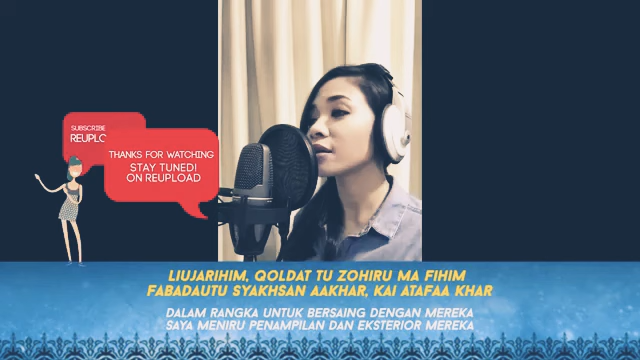 SUBSCRIBE
REUPLO
THANKS FOR WATCHING
STAY TUNED!
ON REUPLOAD
LIUJARIHIM, QOLDAT TU ZOHIRU MA FIHIM
FABADAUTU SYAKHSAN AAKHAR, KAI ATAFAA KHAR
DALAM RANGKA UNTUK BERSAING DENGAN MEREKA
SAYA MENIRU PENAMPILAN DAN EKSTERIOR MEREKA